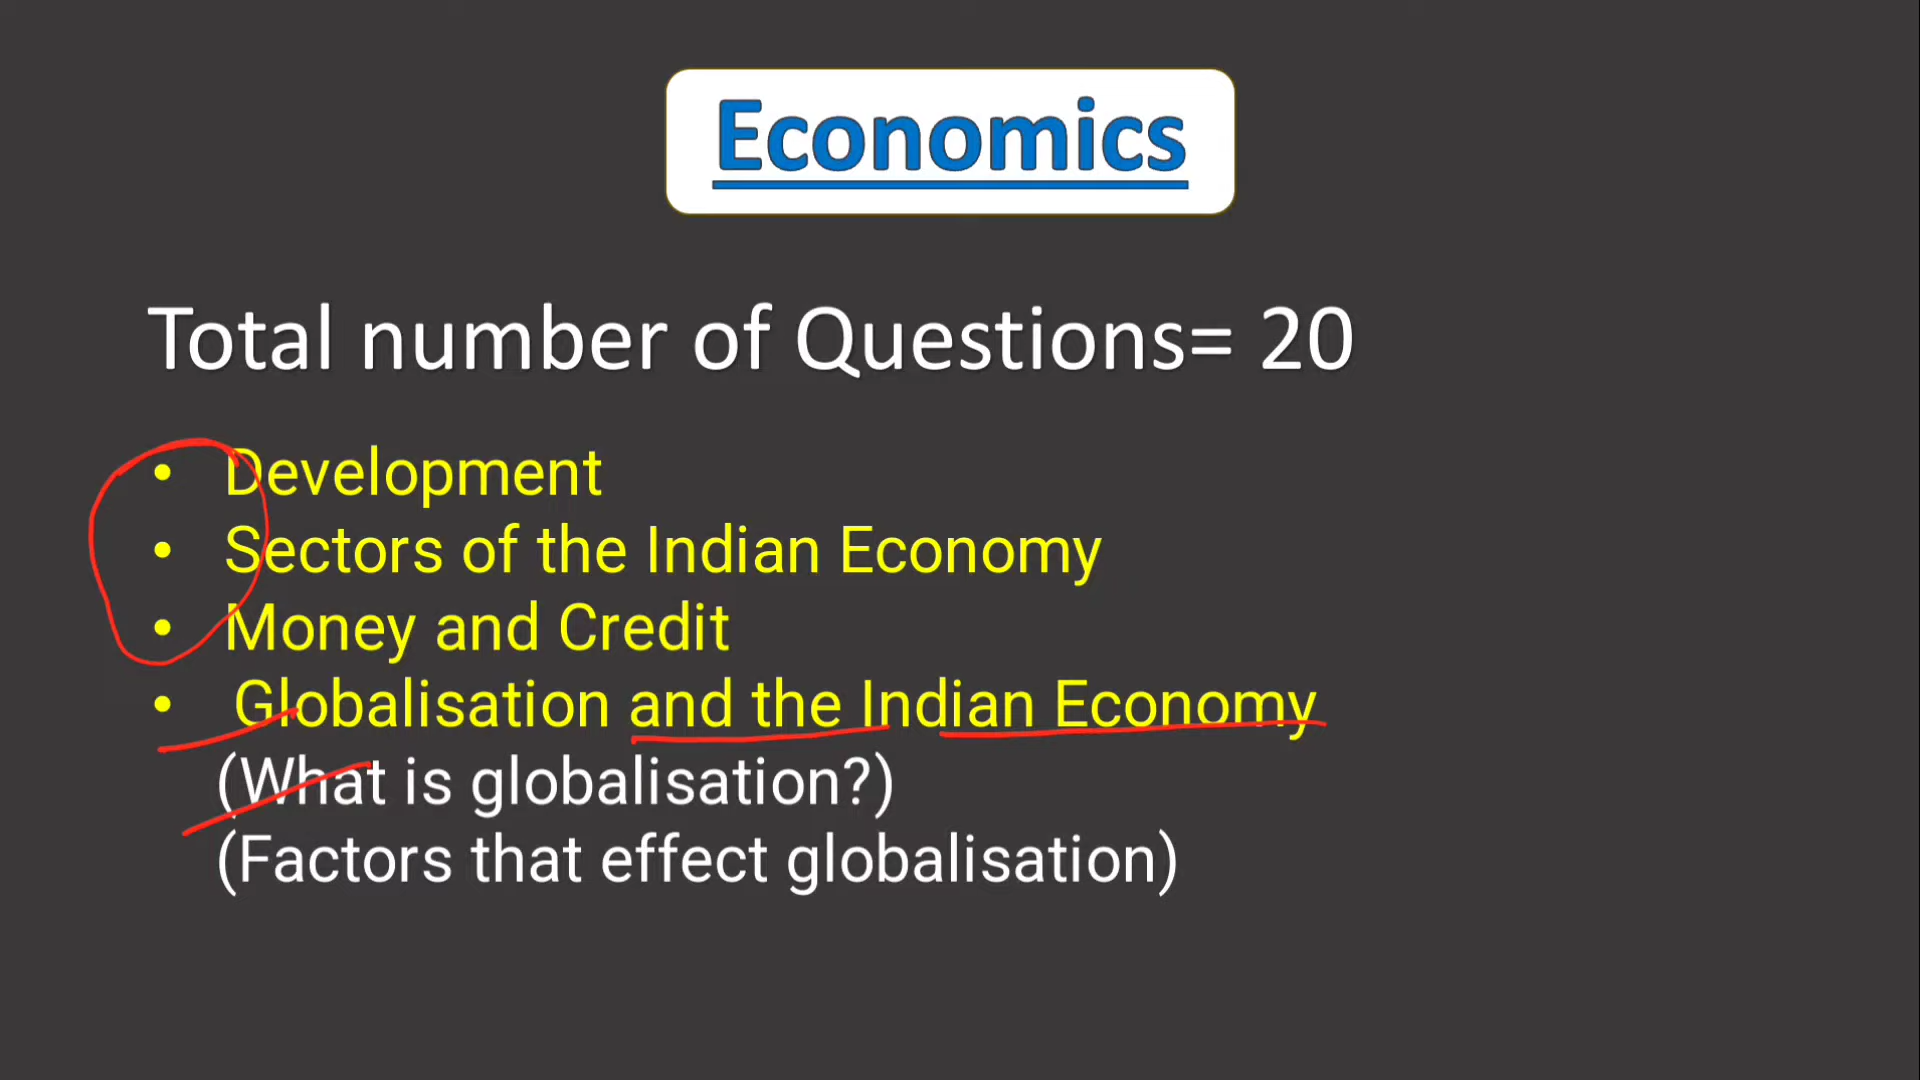 Economics
Total number of Questions= 20
• Development
• Sectors of the Indian Economy
• Money and Credit
• Globalisation and the Indian Economy
(What is globalisation?)
(Factors that effect globalisation)